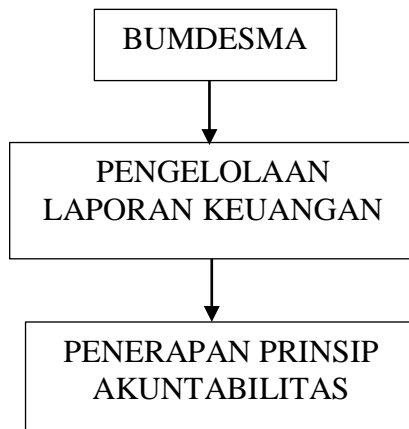 BUMDESMA
PENGELOLAAN
LAPORAN KEUANGAN
PENERAPAN PRINSIP
AKUNTABILITAS